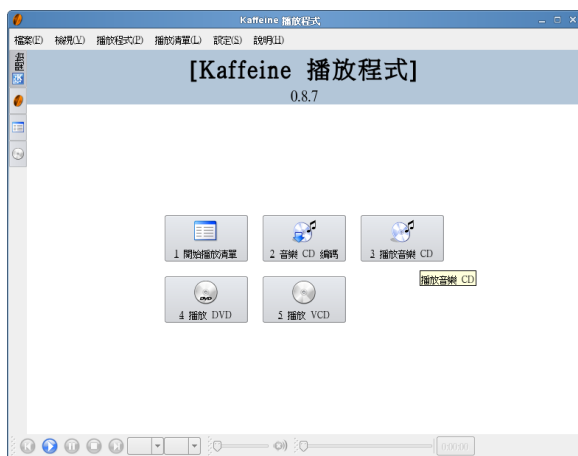 Kaffeine 播放程式
檔案(F) 檢視(V) 播放程式(P) 播放清單(L) 設定(S) 說明(H)
[Kaffeine 播放程式]
0.8.7
1 開始播放清單
2 音樂 CD 編碼
3 播放音樂 CD
播放音樂 CD
4 播放 DVD
5 播放 VCD
0:00:00